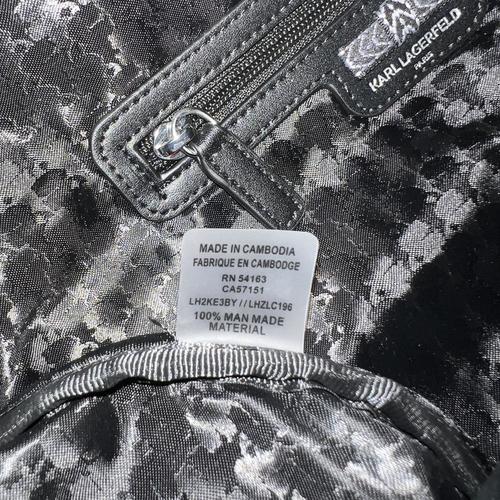 KARL LAGERFELD
PARIS
MADE IN CAMBODIA
FABRIQUE EN CAMBODGE
RN 54163
CA57151
LH2KE3BY // LHZLC196
100% MAN MADE
MATERIAL